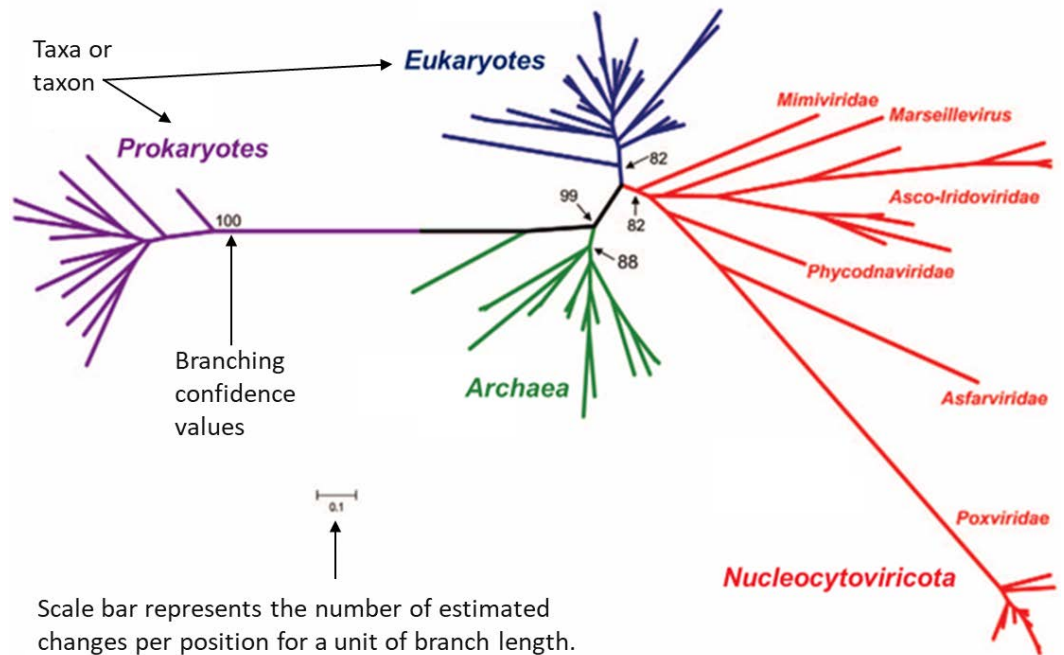 Taxa or
taxon
Eukaryotes
Prokaryotes
Mimiviridae
Marseillevirus
82
99
82
Asco-Iridoviridae
100
88
Phycodnaviridae
Branching
confidence
values
Archaea
Asfarviridae
0.1
Poxviridae
Nucleocytoviricota
Scale bar represents the number of estimated
changes per position for a unit of branch length.